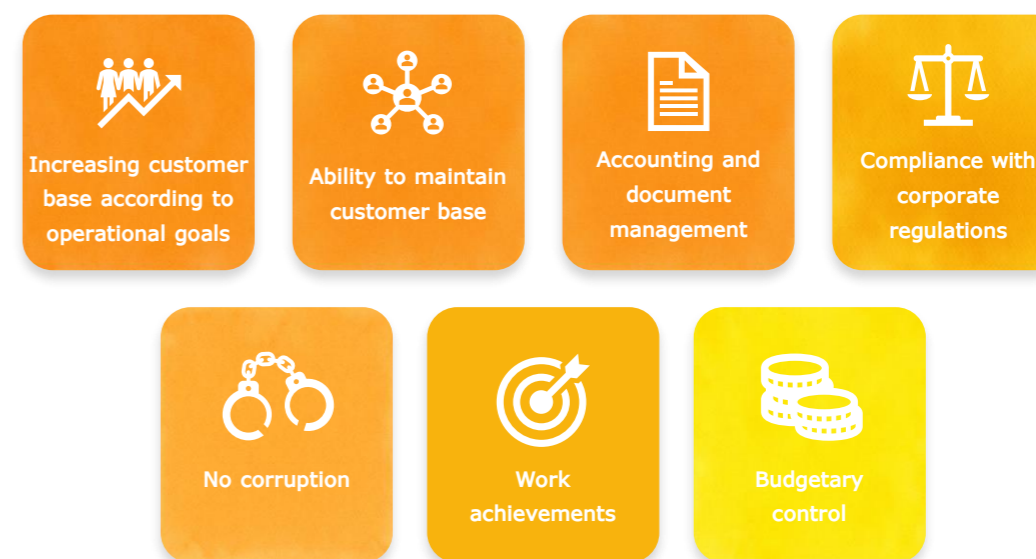 Increasing customer
base according to
operational goals
Ability to maintain
customer base
Accounting and
document
management
Compliance with
corporate
regulations
No corruption
Work
achievements
Budgetary
control